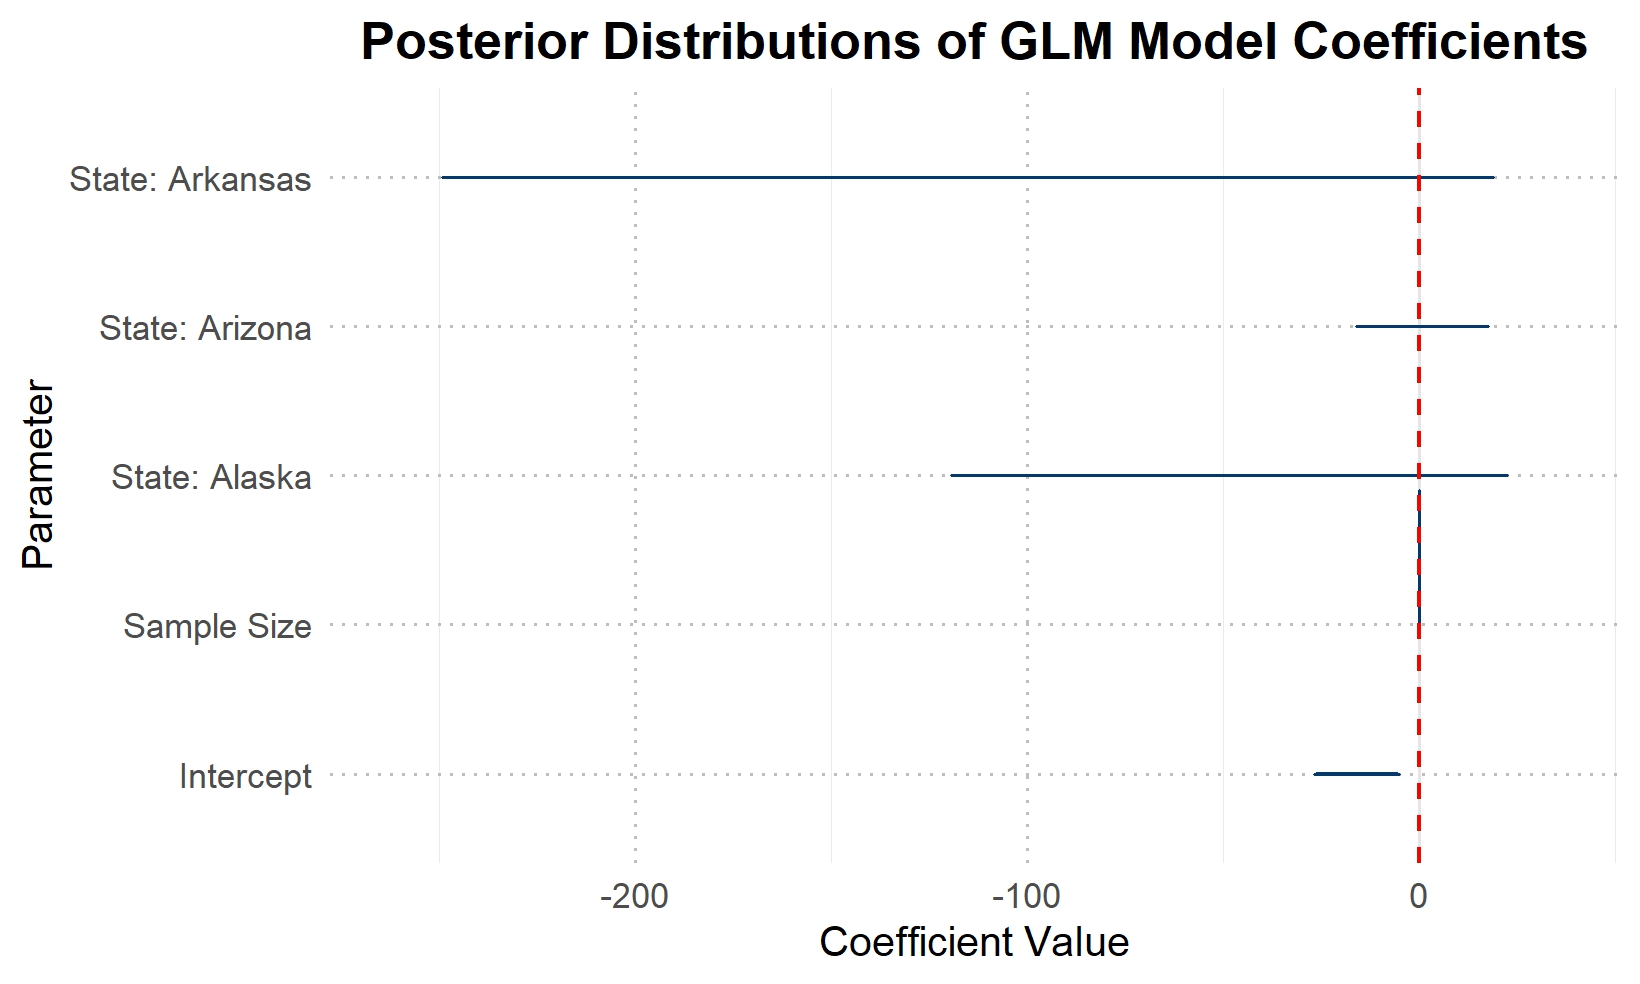 Posterior Distributions of GLM Model Coefficients
State: Arkansas
State: Arizona
State: Alaska
Sample Size
Intercept
Parameter
-200
-100
0
Coefficient Value